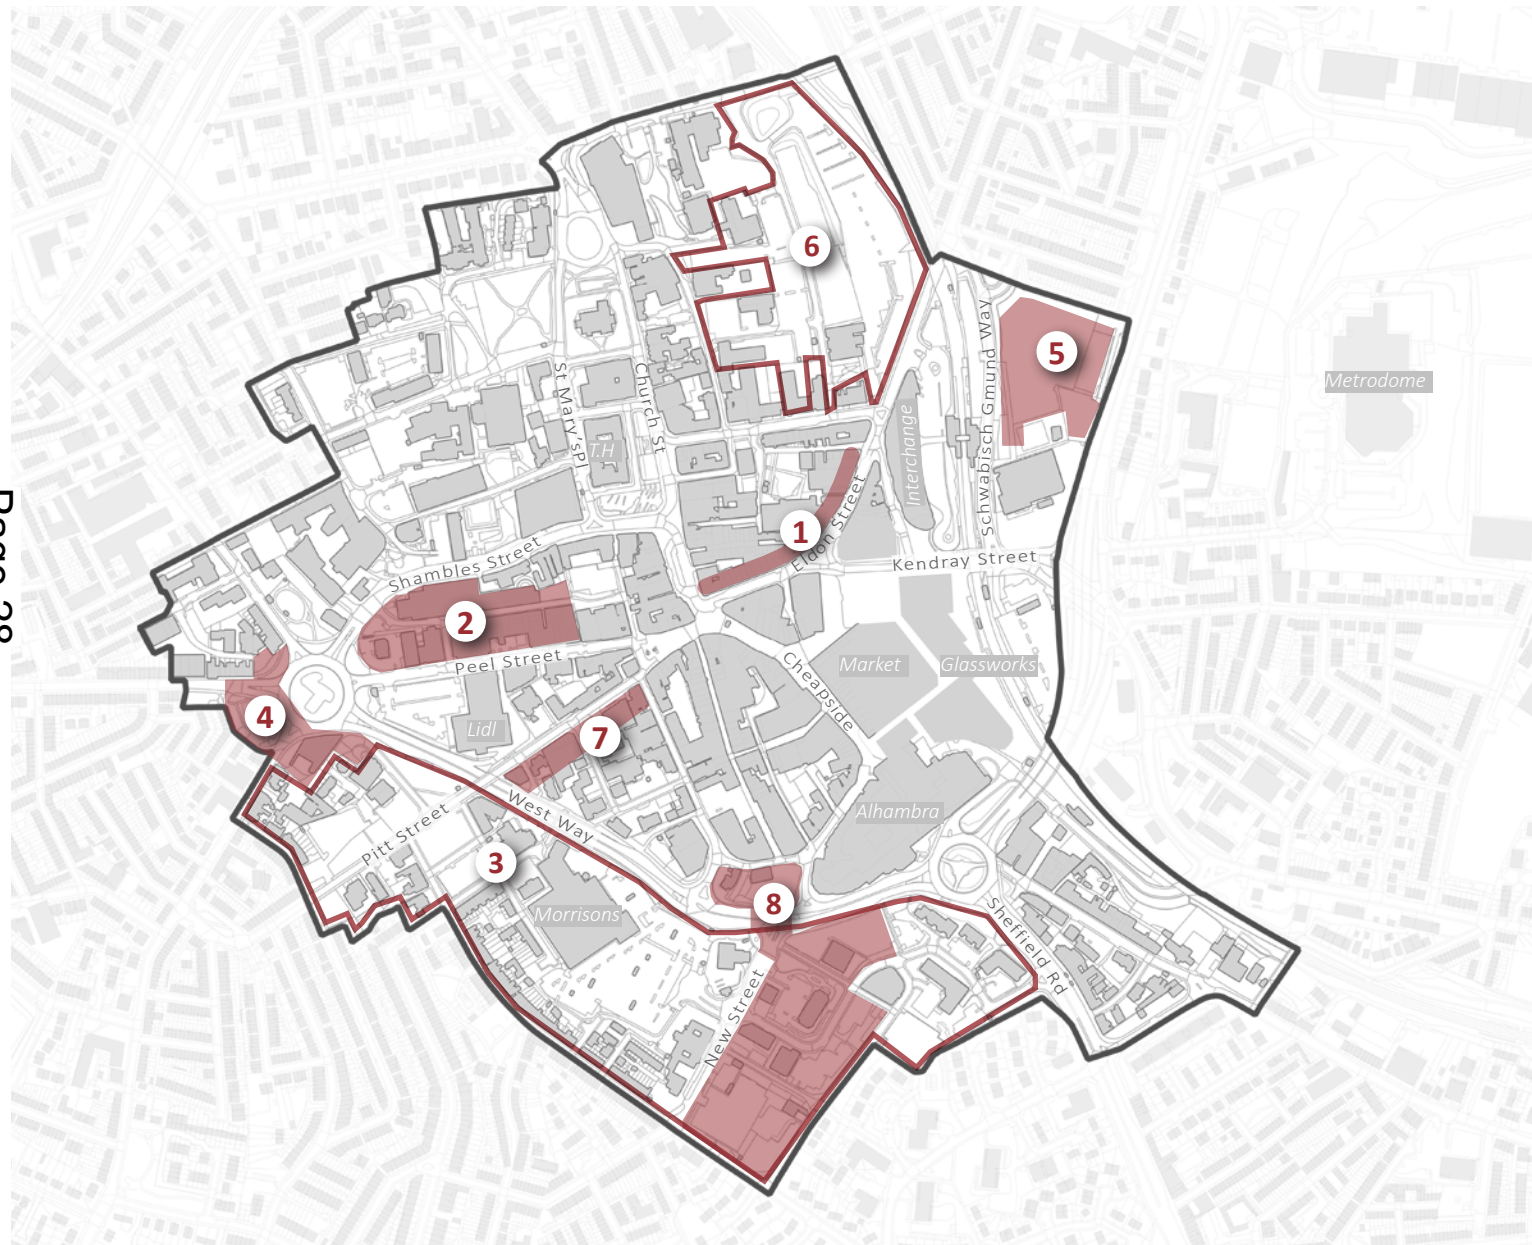 6
5
Schwabisch Gmund Way
Metrodome
St Mary'sPl
Church St
Interchange
T.H
1
Eldon Street
Kendray Street
Shambles Street
2
Peel Street
Market
Glassworks
Cheapside
4
Lidl
7
West Way
Alhambra
Pitt Street
3
Morrisons
8
Sheffield Rd
New Street